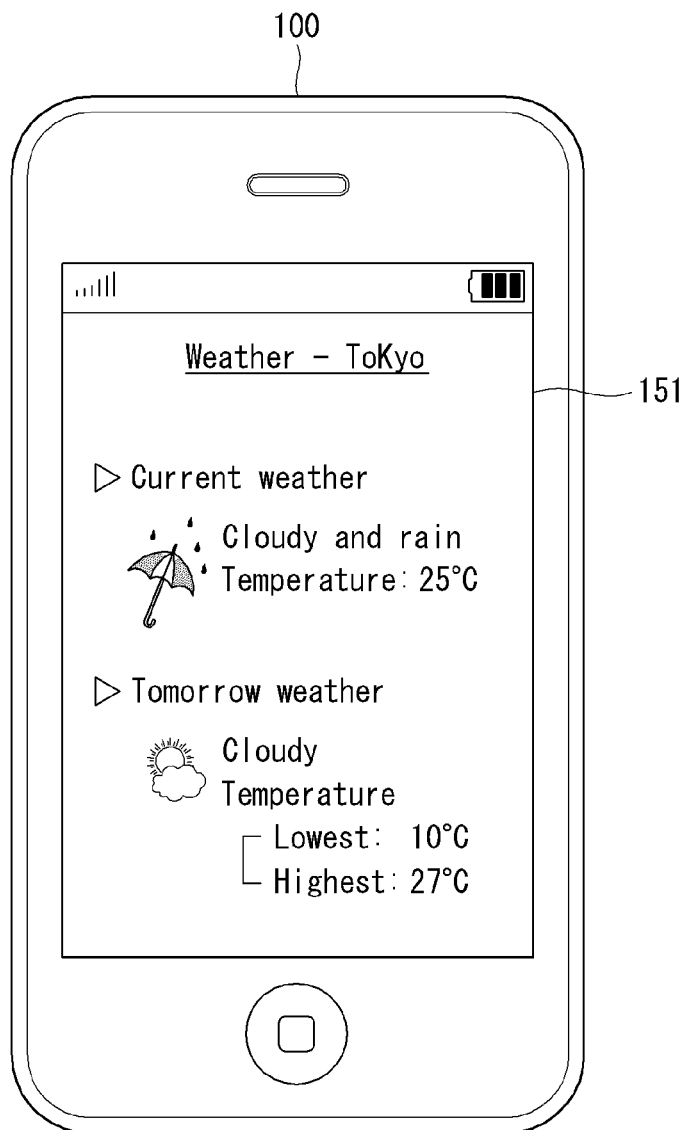 100
Weather - ToKyo
151
Current weather
Cloudy and rain
Temperature: 25°C
Tomorrow weather
Cloudy
Temperature
Lowest: 10°C
Highest: 27°C